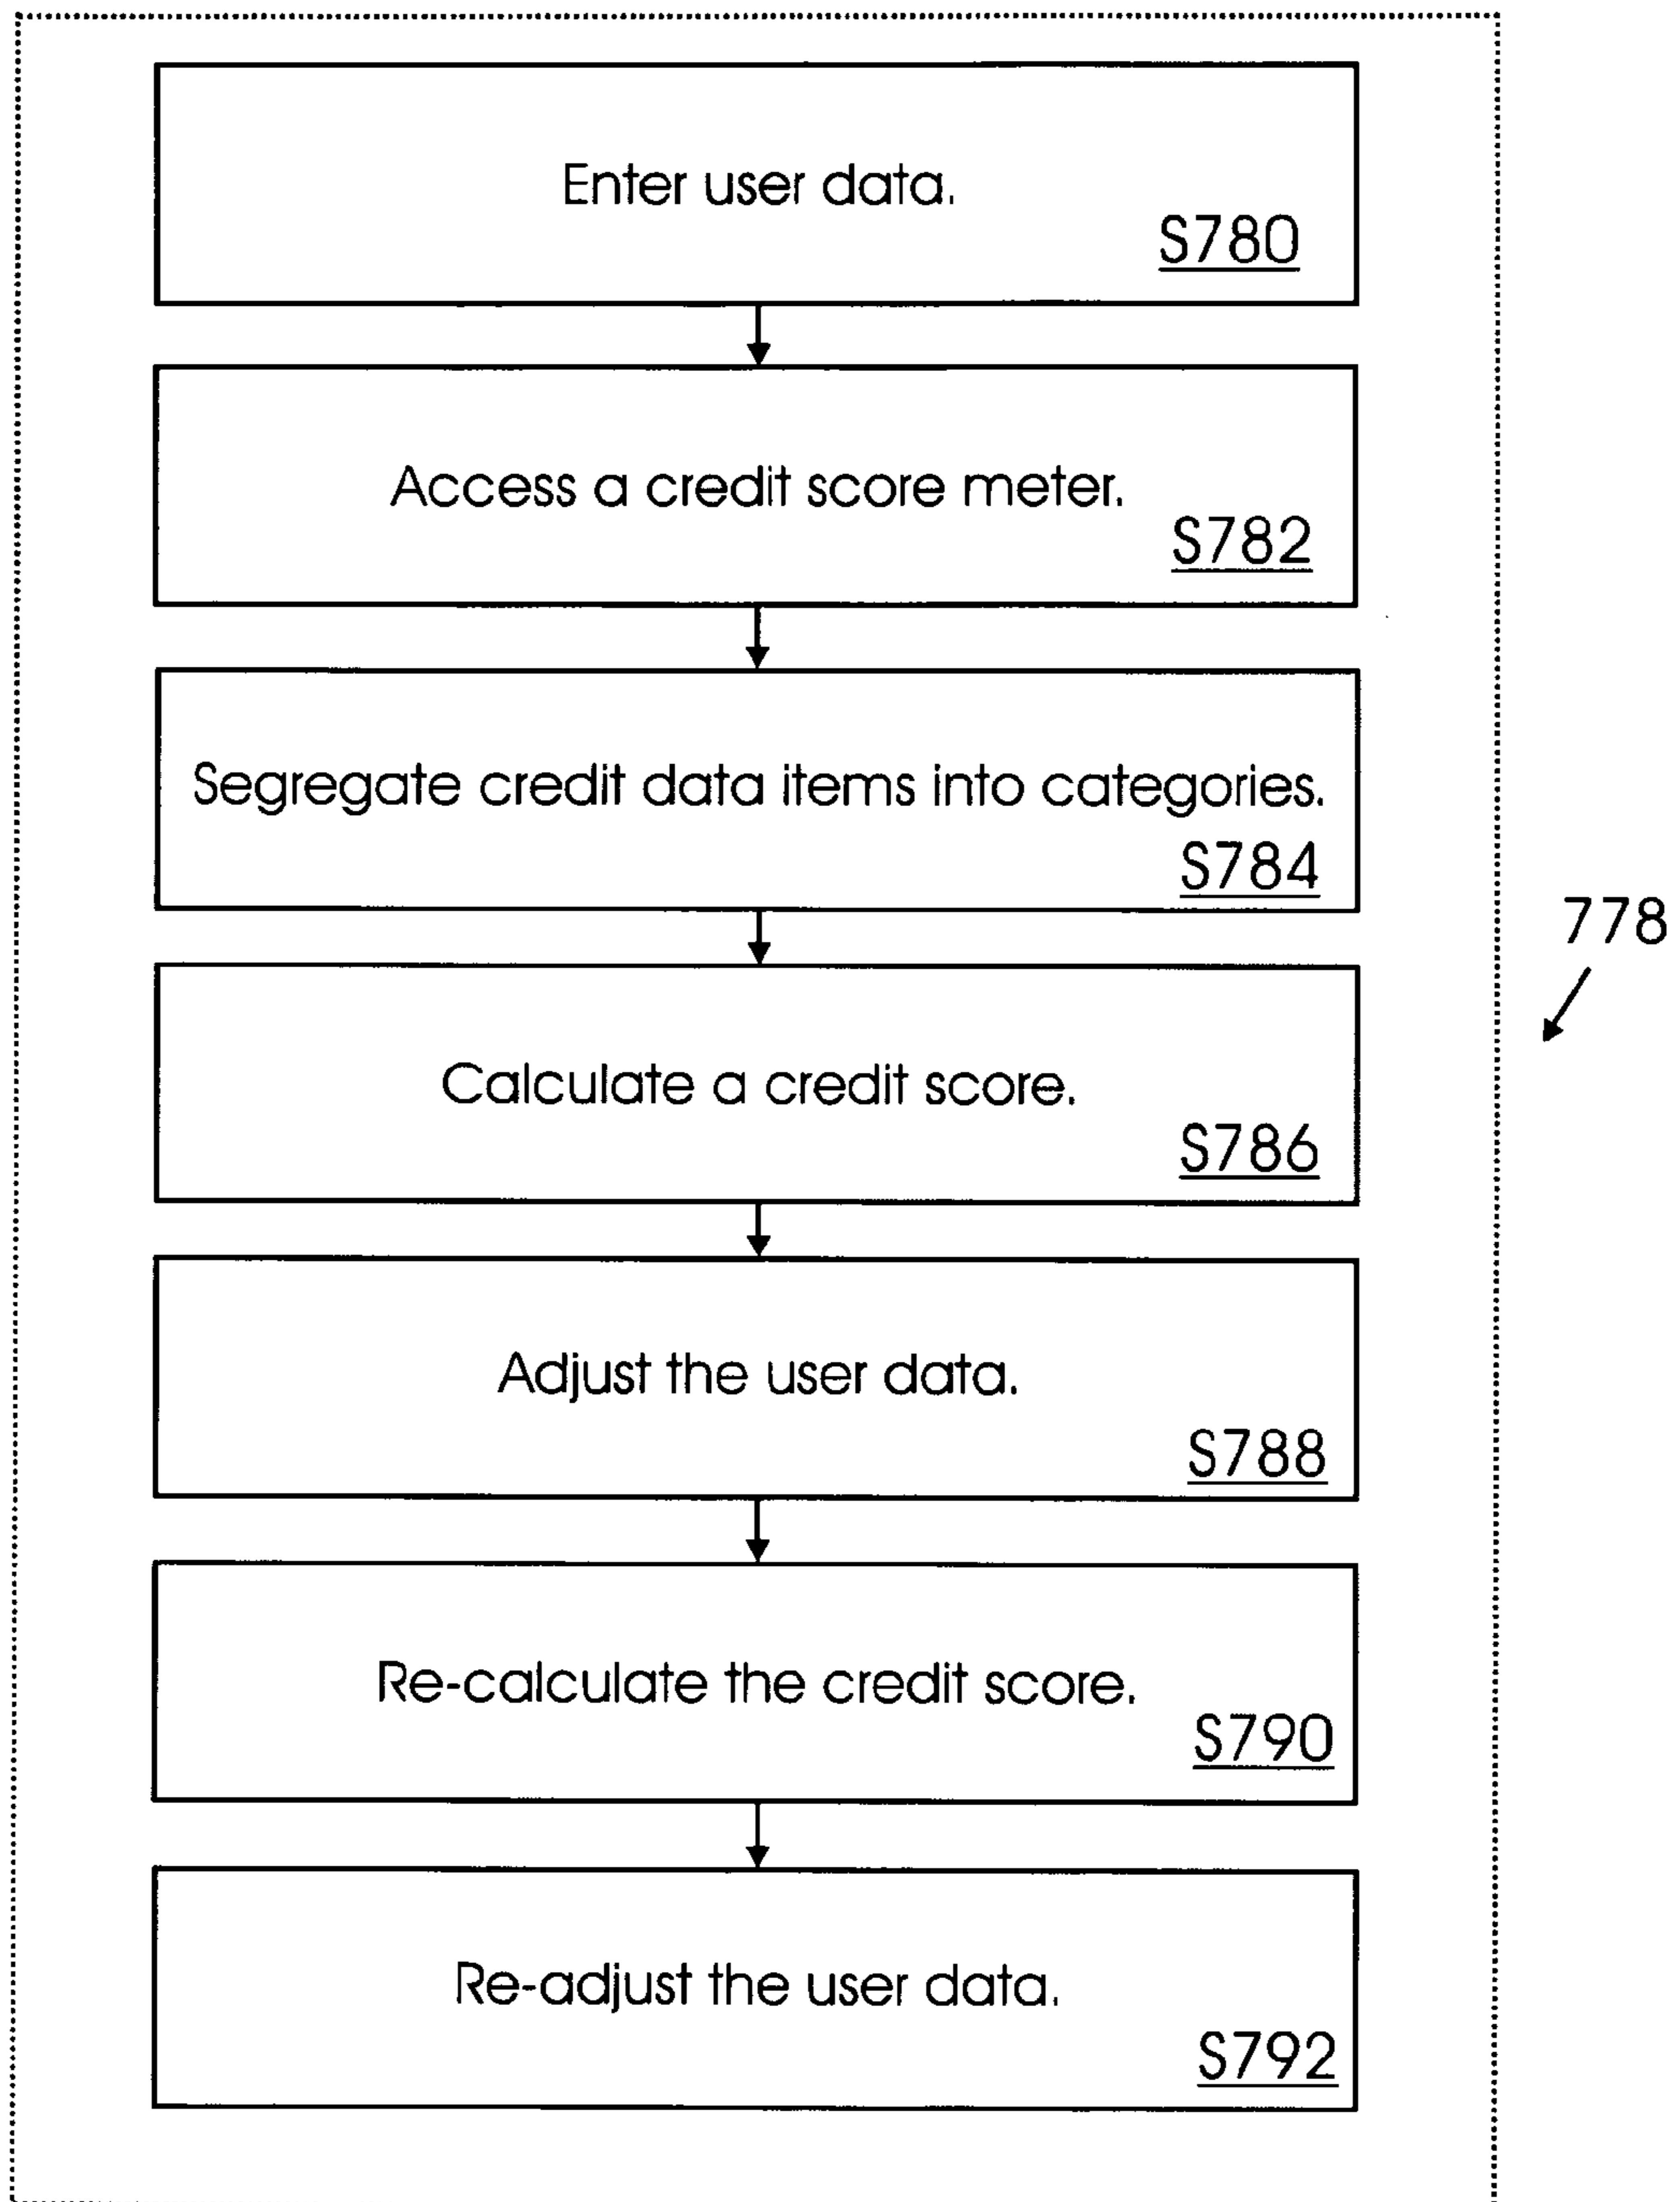 Enter user data.
S780
Access a credit score meter.
S782
Segregate credit data items into categories.
S784
778
Calculate a credit score.
S786
Adjust the user data.
S788
Re-calculate the credit score.
S790
Re-adjust the user data.
S792